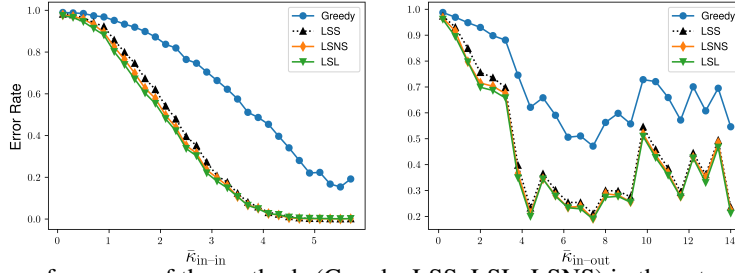 Error Rate
1.0
0.8
0.6
0.4
0.2
0.0
0 1 2 3 4 5
κ̄in–in
Greedy
LSS
LSNS
LSL
1.0
0.9
0.8
0.7
0.6
0.5
0.4
0.3
0.2
0 2 4 6 8 10 12 14
κ̄in–out
Greedy
LSS
LSNS
LSL